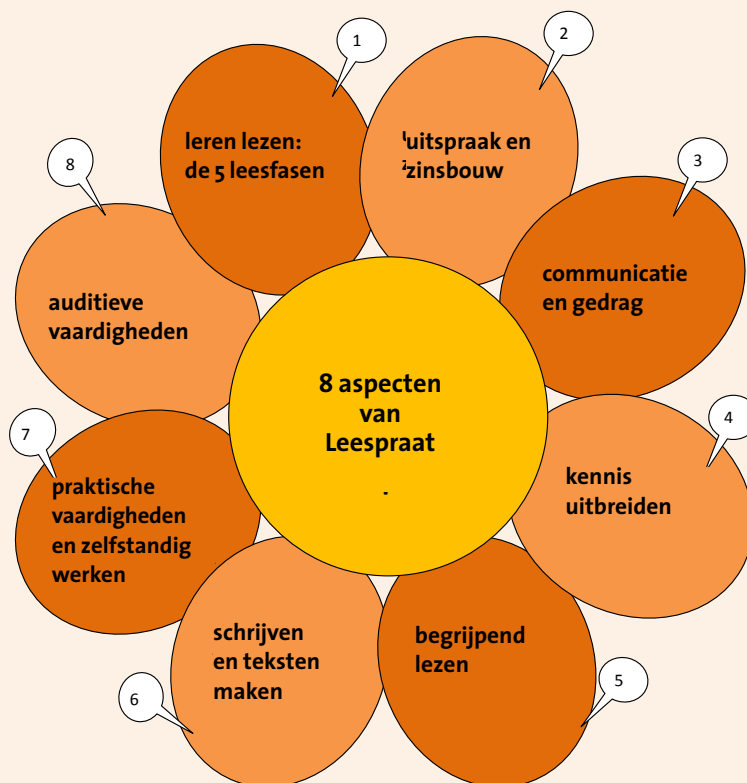 1
leren lezen:
de 5 leesfasen
2
uitspraak en
zinsbouw
3
communicatie
en gedrag
4
kennis
uitbreiden
5
begrijpend
lezen
6
schrijven
en teksten
maken
7
praktische
vaardigheden
en zelfstandig
werken
8
auditieve
vaardigheden
8 aspecten
van
Leespraat
.